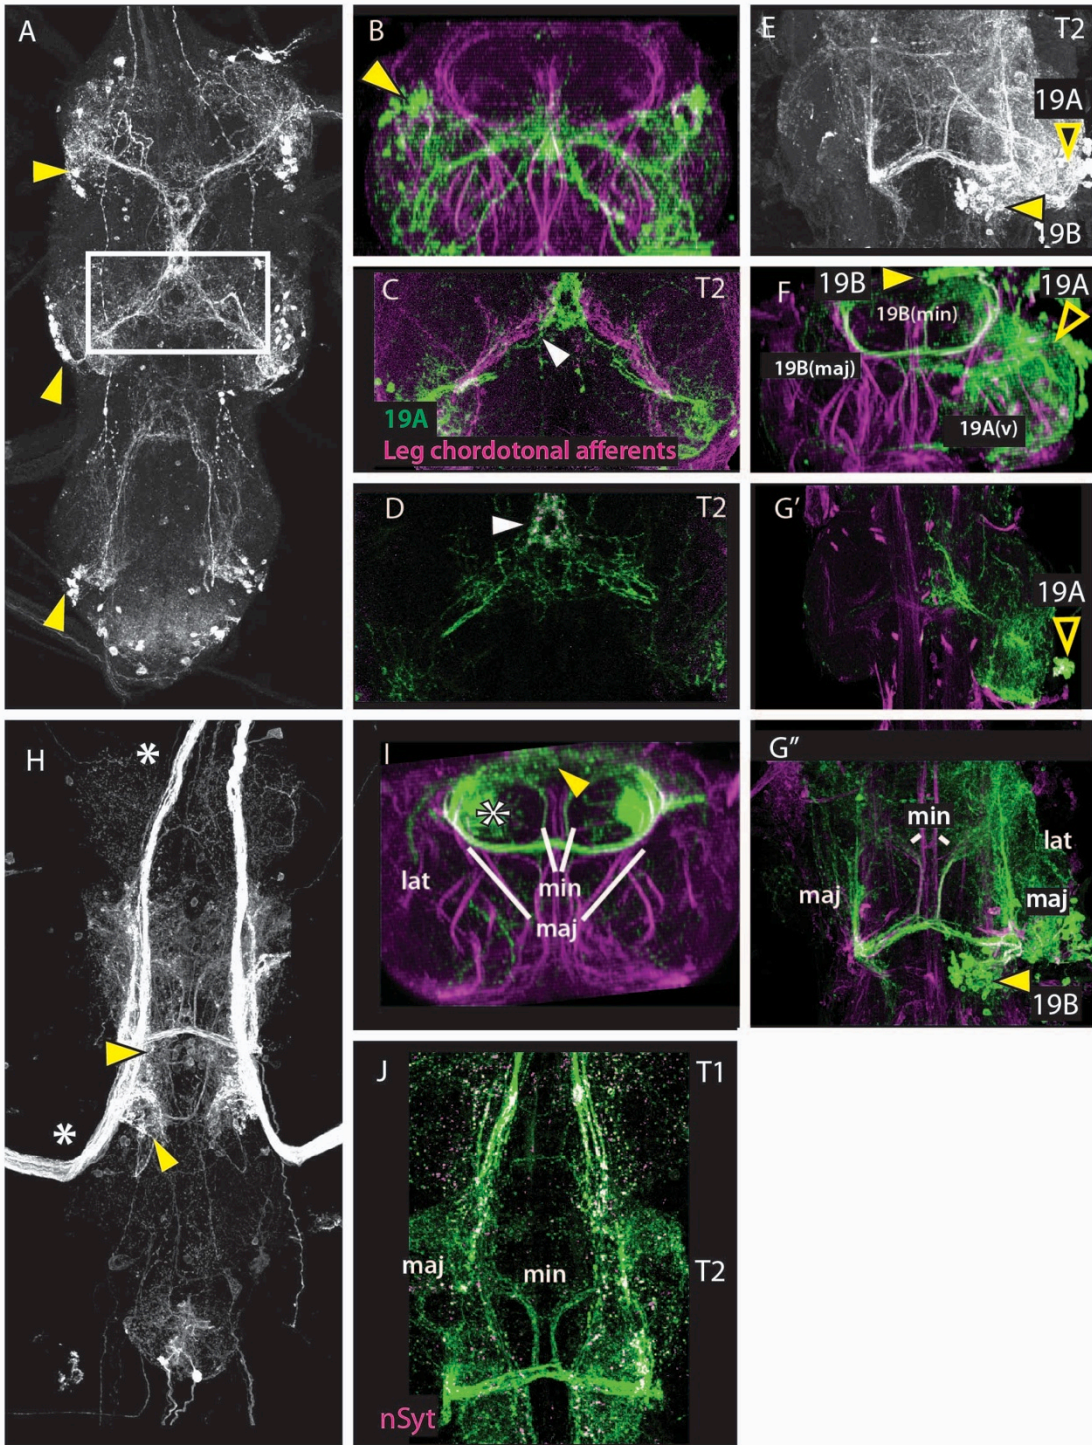 A
B
C
T2
19A
Leg chordotonal afferents
D
T2
E
T2
19A
19B
F
19B
19A
19B(min)
19B(maj)
19A(v)
G'
19A
G"
min
lat
maj
maj
19B
H
*
*
I
*
lat
min
maj
J
T1
maj
min
T2
nSyt